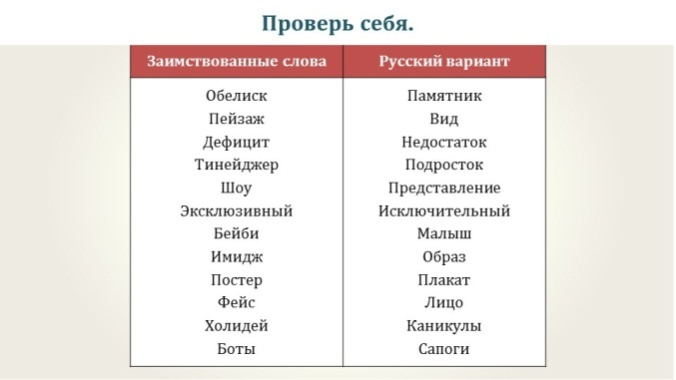 Проверь себя.
Заимствованные слова Русский вариант
Обелиск Памятник
Пейзаж Вид
Дефицит Недостаток
Тинейджер Подросток
Шоу Представление
Эксклюзивный Исключительный
Бейби Малыш
Имидж Образ
Постер Плакат
Фейс Лицо
Холидей Каникулы
Боты Сапоги